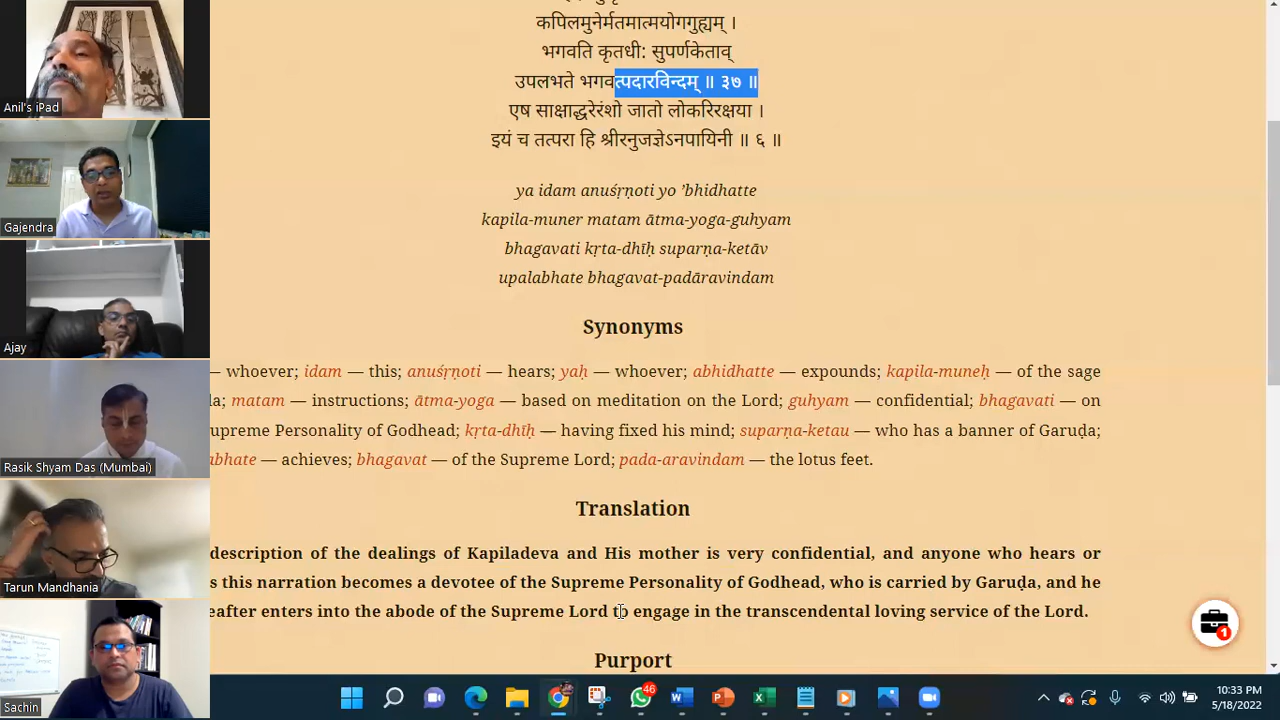 कपिलमुनेर्मतमात्मयोगगुह्यम् ।
भगवति कृतधी: सुपर्णकेताव्
उपलभते भगवत्पदारविन्दम् ॥ ३७ ॥
एष साक्षाद्धरेरंशो जातो लोकरिरक्षया ।
इयं च तत्परा हि श्रीरनुजज्ञेऽनपायिनी ॥ ६ ॥
ya idam anuśṛṇoti yo ’bhidhatte
kapila-muner matam ātma-yoga-guhyam
bhagavati kṛta-dhīḥ suparṇa-ketāv
upalabhate bhagavat-padāravindam
Synonyms
— whoever; idam — this; anuśṛṇoti — hears; yaḥ — whoever; abhidhatte — expounds; kapila-muneḥ — of the sage
la; matam — instructions; ātma-yoga — based on meditation on the Lord; guhyam — confidential; bhagavati — on
upreme Personality of Godhead; kṛta-dhīḥ — having fixed his mind; suparṇa-ketau — who has a banner of Garuḍa;
abhate — achieves; bhagavat — of the Supreme Lord; pada-aravindam — the lotus feet.
Translation
description of the dealings of Kapiladeva and His mother is very confidential, and anyone who hears or
s this narration becomes a devotee of the Supreme Personality of Godhead, who is carried by Garuḍa, and he
eafter enters into the abode of the Supreme Lord to engage in the transcendental loving service of the Lord.
Purport
Anil's iPad
Gajendra
Ajay
Rasik Shyam Das (Mumbai)
Tarun Mandhania
Sachin
1
46
10:33 PM
5/18/2022